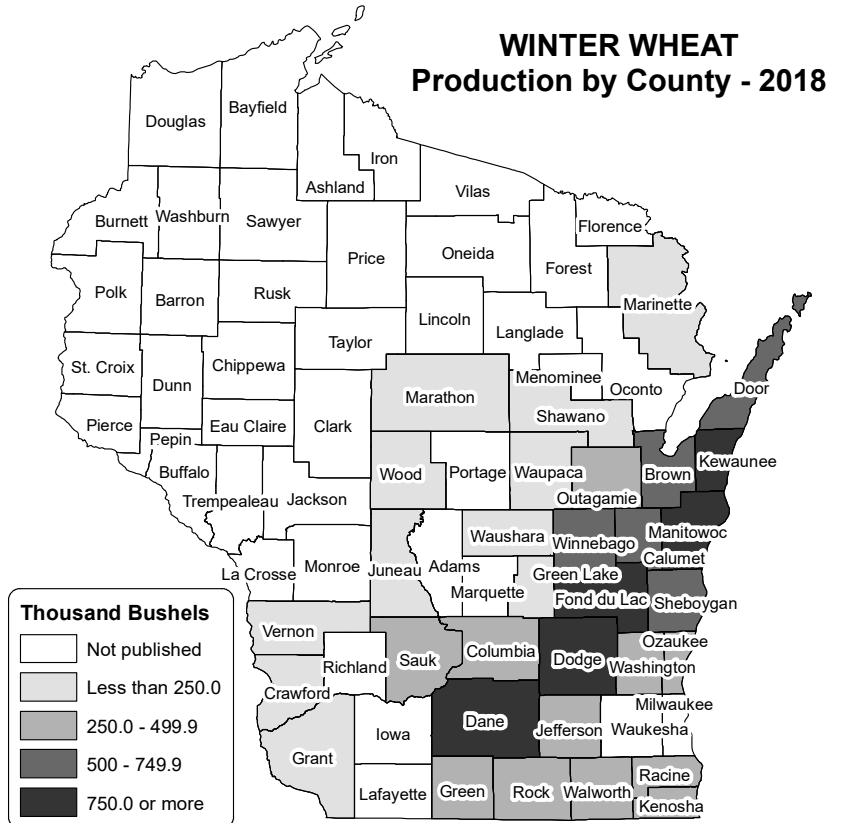 WINTER WHEAT
Production by County - 2018
Douglas
Bayfield
Ashland
Iron
Vilas
Burnett
Washburn
Sawyer
Price
Oneida
Forest
Florence
Marinette
Polk
Barron
Rusk
Lincoln
Langlade
Taylor
St. Croix
Dunn
Chippewa
Marathon
Menominee
Oconto
Shawano
Door
Pierce
Pepin
Eau Claire
Clark
Buffalo
Trempealeau
Jackson
Wood
Portage
Waupaca
Outagamie
Brown
Kewaunee
La Crosse
Monroe
Juneau
Adams
Waushara
Marquette
Winnebago
Green Lake
Manitowoc
Calumet
Fond du Lac
Sheboygan
Vernon
Richland
Sauk
Columbia
Dodge
Ozaukee
Washington
Crawford
Grant
Iowa
Dane
Jefferson
Milwaukee
Waukesha
Lafayette
Green
Rock
Walworth
Racine
Kenosha
Thousand Bushels
Not published
Less than 250.0
250.0 - 499.9
500 - 749.9
750.0 or more